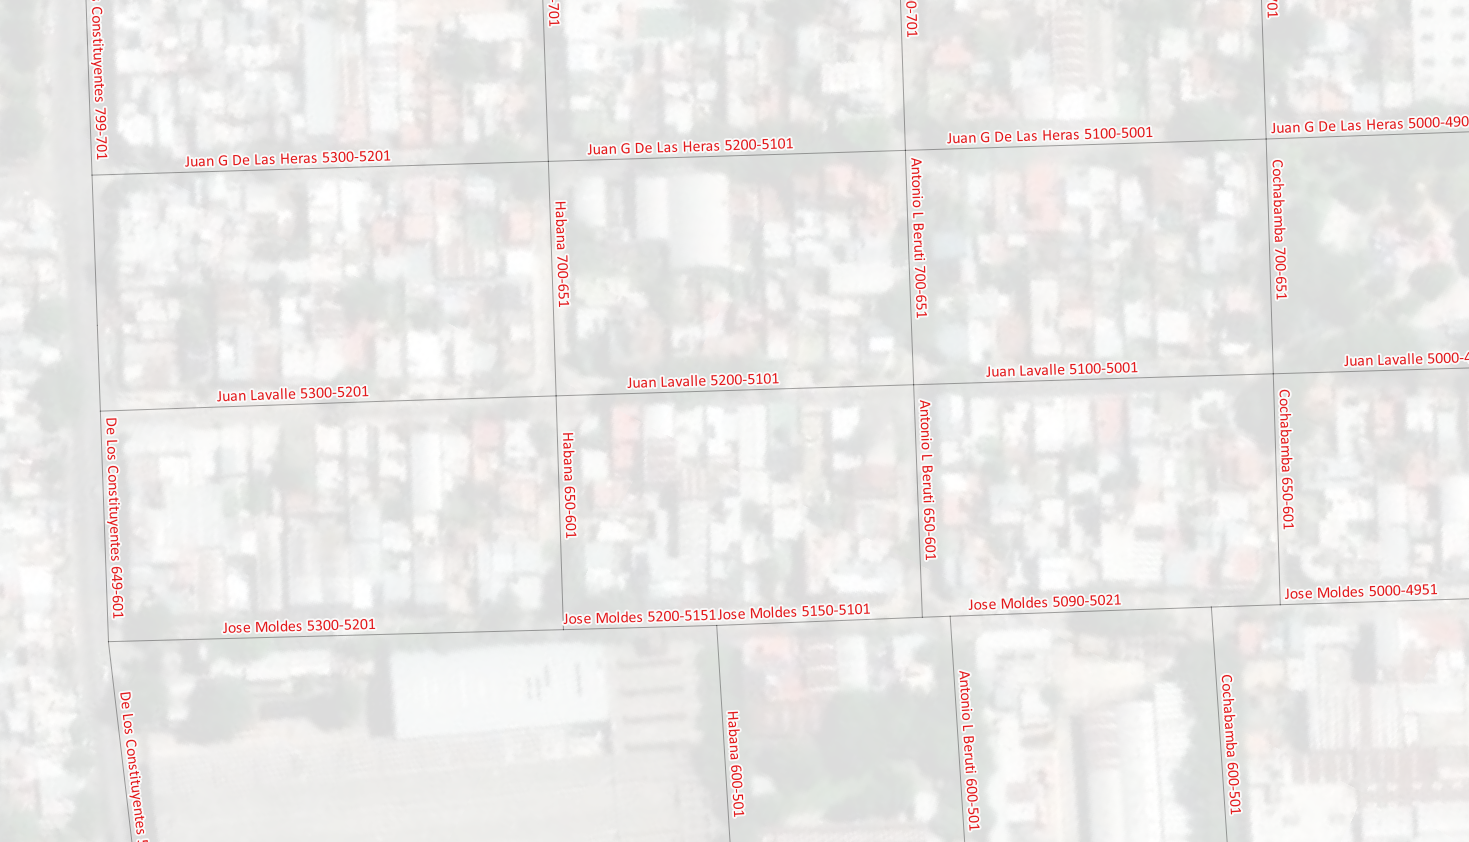 Constituyentes 799-701
-701
0-701
701
Juan G De Las Heras 5300-5201
Juan G De Las Heras 5200-5101
Juan G De Las Heras 5100-5001
Juan G De Las Heras 5000-490
Habana 700-651
Antonio L Beruti 700-651
Cochabamba 700-651
Juan Lavalle 5300-5201
Juan Lavalle 5200-5101
Juan Lavalle 5100-5001
Juan Lavalle 5000-4
De Los Constituyentes 649-601
Habana 650-601
Antonio L Beruti 650-601
Cochabamba 650-601
Jose Moldes 5300-5201
Jose Moldes 5200-5151
Jose Moldes 5150-5101
Jose Moldes 5090-5021
Jose Moldes 5000-4951
De Los Constituyentes
Habana 600-501
Antonio L Beruti 600-501
Cochabamba 600-501